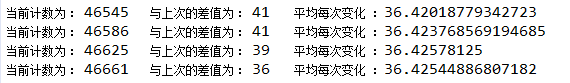 当前计数为：46545 与上次的差值为：41 平均每次变化 ：36.42018779342723
当前计数为：46586 与上次的差值为：41 平均每次变化 ：36.423768569194685
当前计数为：46625 与上次的差值为：39 平均每次变化 ：36.42578125
当前计数为：46661 与上次的差值为：36 平均每次变化 ：36.42544886807182